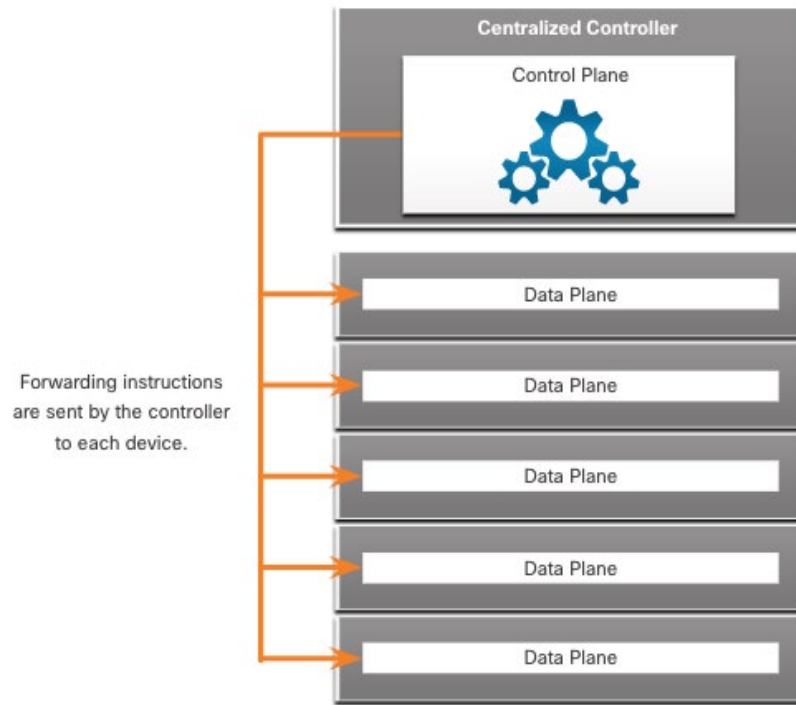 Centralized Controller
Control Plane
Data Plane
Data Plane
Forwarding instructions
are sent by the controller
to each device.
Data Plane
Data Plane
Data Plane